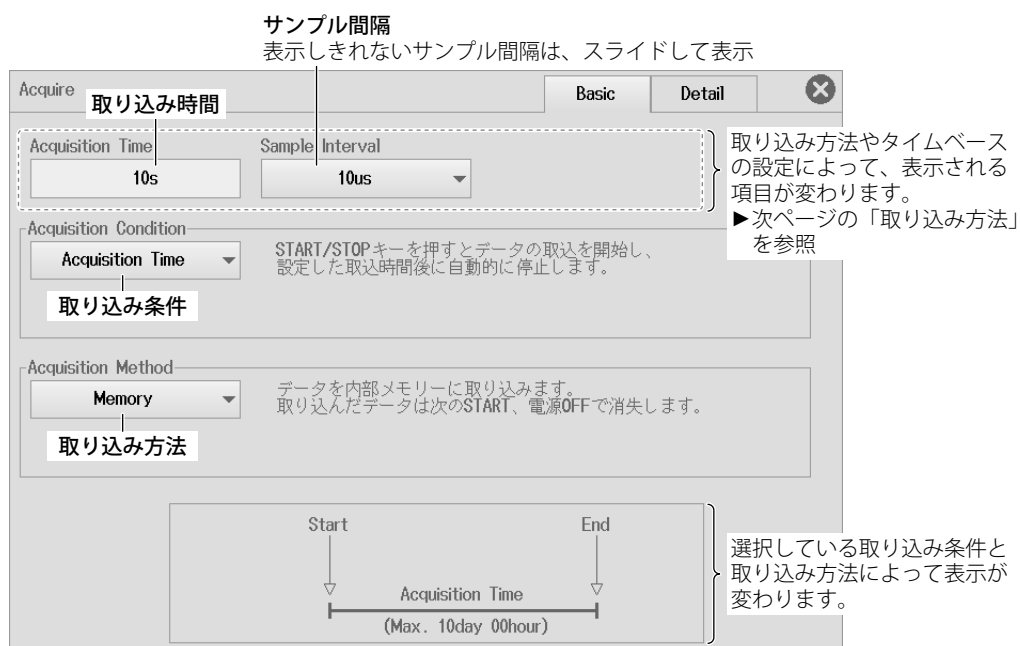 サンプル間隔
表示しきれないサンプル間隔は、スライドして表示
Acquire
取り込み時間
Basic
Detail
Acquisition Time
Sample Interval
10s
10us
取り込み方法やタイムベース
の設定によって、表示される
項目が変わります。
▶次ページの「取り込み方法」
を参照
Acquisition Condition
Acquisition Time
START/STOPキーを押すとデータの取込を開始し、
設定した取込時間後に自動的に停止します。
取り込み条件
Acquisition Method
Memory
データを内部メモリーに取り込みます。
取り込んだデータは次のSTART、電源OFFで消失します。
取り込み方法
Start
End
Acquisition Time
(Max. 10day 00hour)
選択している取り込み条件と
取り込み方法によって表示が
変わります。